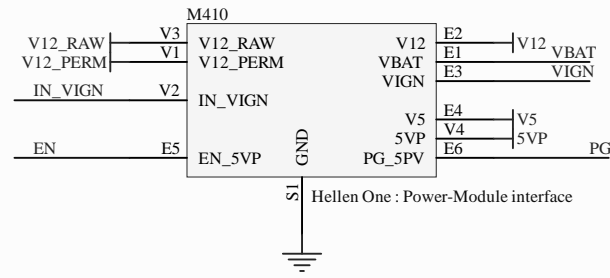 M410
V12_RAW V3 V12_RAW V12 E2 V12
V12_PERM V1 V12_PERM VBAT E1 VBAT
VIGN E3 VIGN
IN_VIGN V2 IN_VIGN
V5 E4 V5
5VP V4 5VP
EN E5 EN_5VP GND PG_5PV E6 PG
S1 Hellen One : Power-Module interface